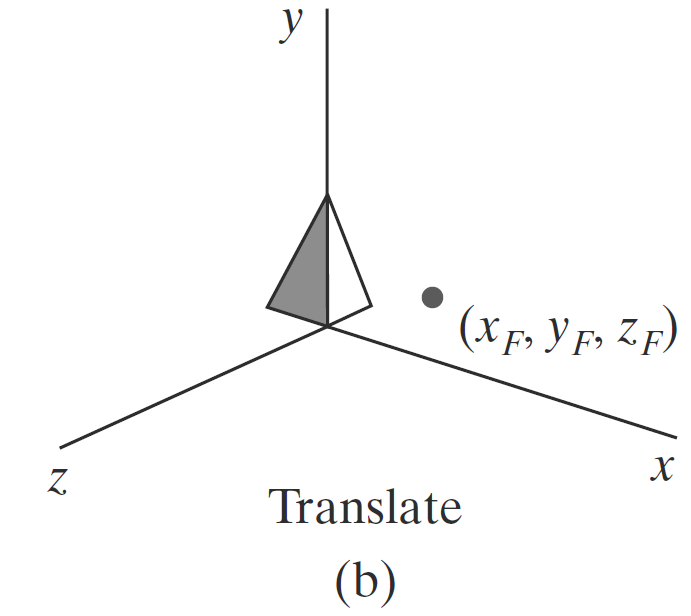 y
(x_F, y_F, z_F)
z
x
Translate
(b)